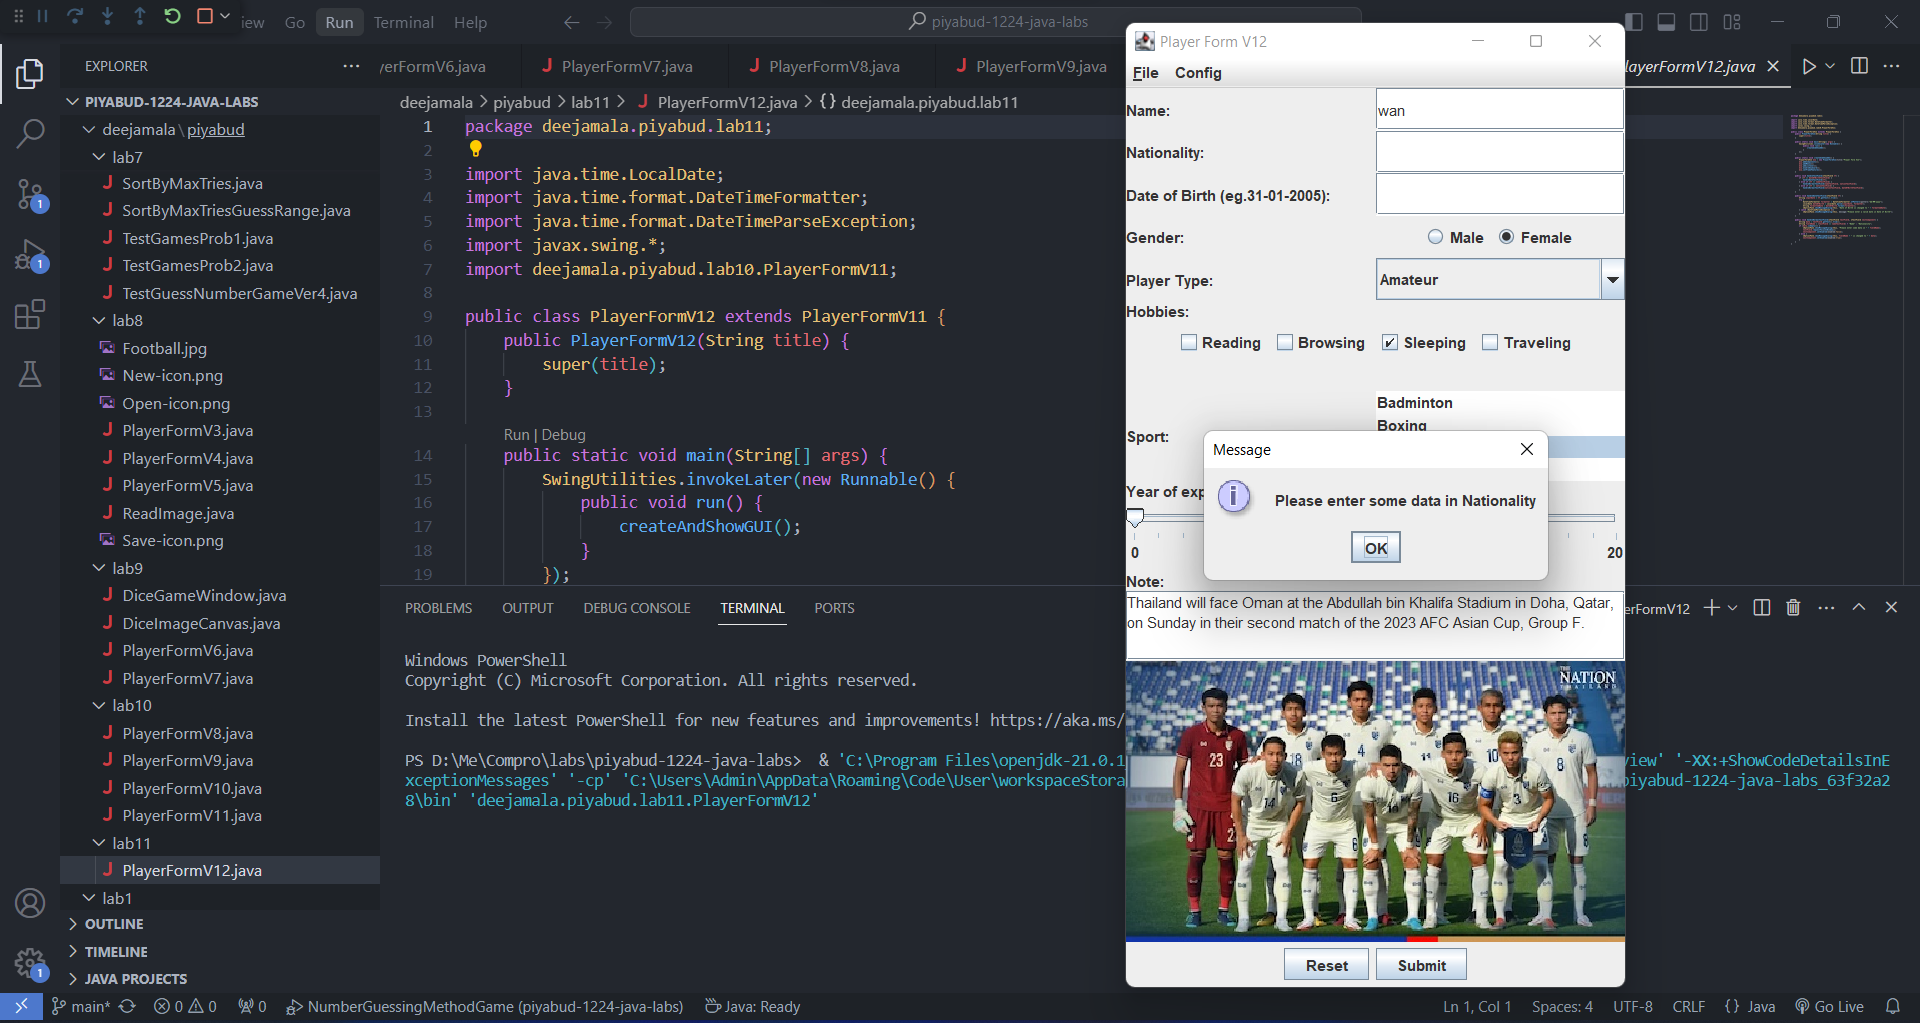 view Go Run Terminal Help
piyabud-1224-java-labs
EXPLORER
yerFormV6.java
PlayerFormV7.java
PlayerFormV8.java
PlayerFormV9.java
layerFormV12.java
PIYABUD-1224-JAVA-LABS
deejamala\piyabud
lab7
SortByMaxTries.java
SortByMaxTriesGuessRange.java
TestGamesProb1.java
TestGamesProb2.java
TestGuessNumberGameVer4.java
lab8
Football.jpg
New-icon.png
Open-icon.png
PlayerFormV3.java
PlayerFormV4.java
PlayerFormV5.java
ReadImage.java
Save-icon.png
lab9
DiceGameWindow.java
DiceImageCanvas.java
PlayerFormV6.java
PlayerFormV7.java
lab10
PlayerFormV8.java
PlayerFormV9.java
PlayerFormV10.java
PlayerFormV11.java
lab11
PlayerFormV12.java
lab1
OUTLINE
TIMELINE
JAVA PROJECTS
deejamala > piyabud > lab11 > PlayerFormV12.java > {} deejamala.piyabud.lab11
1 package deejamala.piyabud.lab11;
2
3 import java.time.LocalDate;
4 import java.time.format.DateTimeFormatter;
5 import java.time.format.DateTimeParseException;
6 import javax.swing.*;
7 import deejamala.piyabud.lab10.PlayerFormV11;
8
9 public class PlayerFormV12 extends PlayerFormV11 {
10 public PlayerFormV12(String title) {
11 super(title);
12 }
13
Run | Debug
14 public static void main(String[] args) {
15 SwingUtilities.invokeLater(new Runnable() {
16 public void run() {
17 createAndShowGUI();
18 }
19 });
PROBLEMS OUTPUT DEBUG CONSOLE TERMINAL PORTS
erFormV12
Windows PowerShell
Copyright (C) Microsoft Corporation. All rights reserved.
Install the latest PowerShell for new features and improvements! https://aka.ms/
PS D:\Me\Compro\labs\piyabud-1224-java-labs> & 'C:\Program Files\openjdk-21.0.1
view' '-XX:+ShowCodeDetailsInE
xceptionMessages' '-cp' 'C:\Users\Admin\AppData\Roaming\Code\User\workspaceStora
piyabud-1224-java-labs_63f32a2
8\bin' 'deejamala.piyabud.lab11.PlayerFormV12'
Player Form V12
File Config
Name: wan
Nationality:
Date of Birth (eg.31-01-2005):
Gender: Male Female
Player Type: Amateur
Hobbies:
Reading Browsing Sleeping Traveling
Sport:
Badminton
Boxing
Message
Please enter some data in Nationality
OK
Year of exp
0 20
Note:
Thailand will face Oman at the Abdullah bin Khalifa Stadium in Doha, Qatar,
on Sunday in their second match of the 2023 AFC Asian Cup, Group F.
THE
NATION
THAILAND
23
18
4
10
8
14
6
16
3
Reset Submit
main* 0 0 0 NumberGuessingMethodGame (piyabud-1224-java-labs) Java: Ready
Ln 1, Col 1 Spaces: 4 UTF-8 CRLF {} Java Go Live